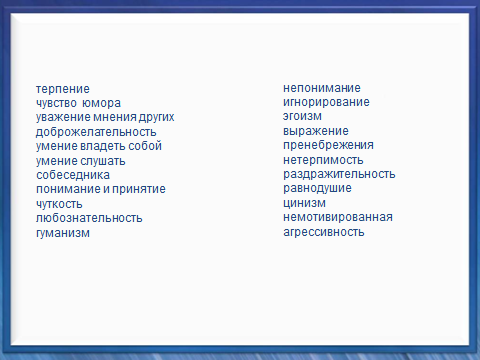 терпение
чувство юмора
уважение мнения других
доброжелательность
умение владеть собой
умение слушать
собеседника
понимание и принятие
чуткость
любознательность
гуманизм
непонимание
игнорирование
эгоизм
выражение
пренебрежения
нетерпимость
раздражительность
равнодушие
цинизм
немотивированная
агрессивность